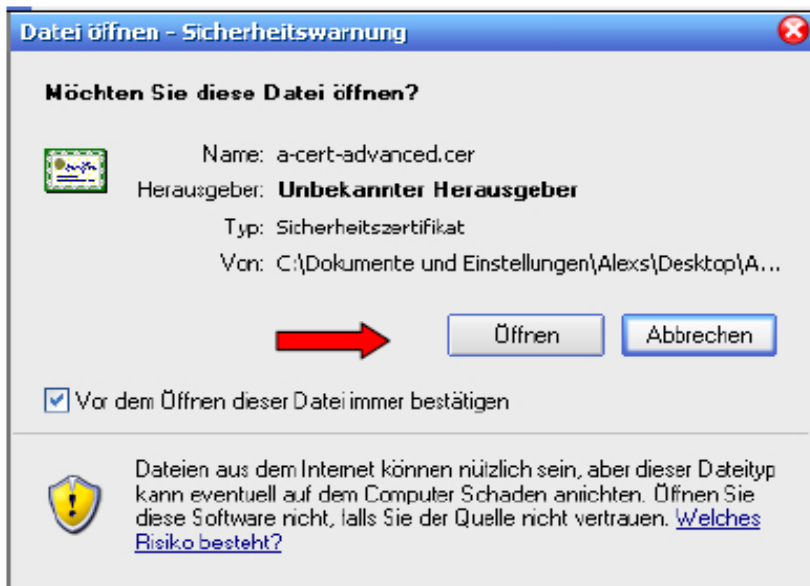 Datei öffnen - Sicherheitswarnung
Möchten Sie diese Datei öffnen?
Name: a-cert-advanced.cer
Herausgeber: Unbekannter Herausgeber
Typ: Sicherheitszertifikat
Von: C:\Dokumente und Einstellungen\Alexs\Desktop\A...
Öffnen Abbrechen
Vor dem Öffnen dieser Datei immer bestätigen
Dateien aus dem Internet können nützlich sein, aber dieser Dateityp
kann eventuell auf dem Computer Schaden anrichten. Öffnen Sie
diese Software nicht, falls Sie der Quelle nicht vertrauen. Welches
Risiko besteht?